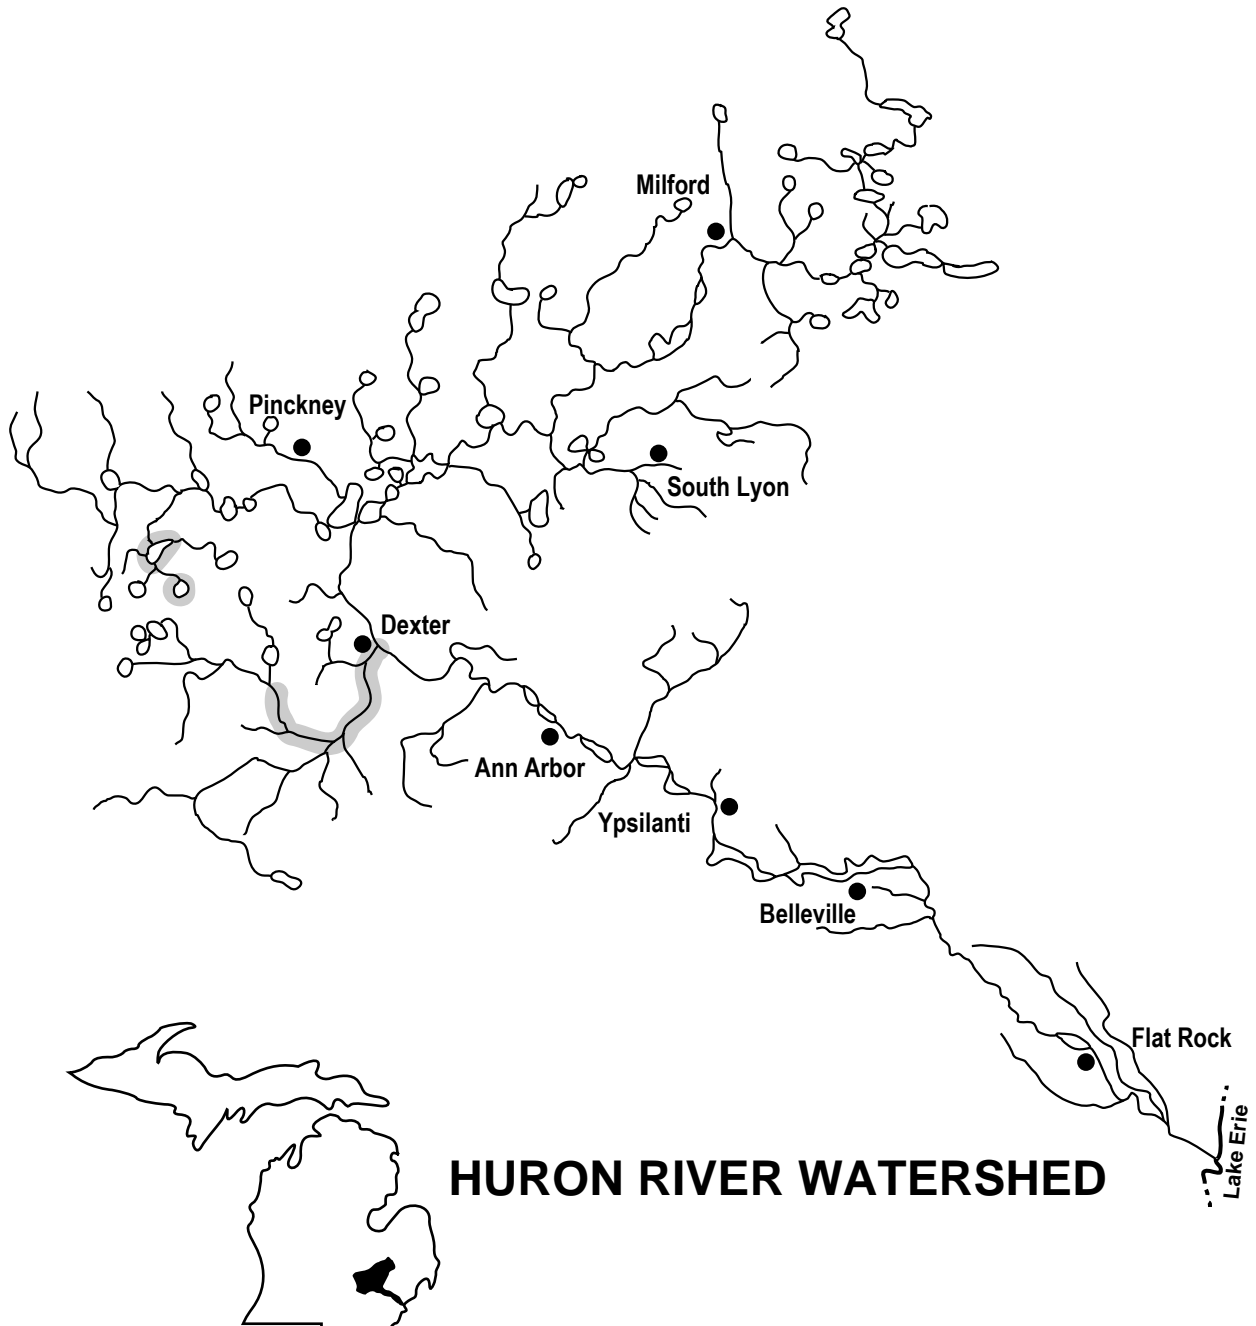 Milford
Pinckney
South Lyon
Dexter
Ann Arbor
Ypsilanti
Belleville
Flat Rock
Lake Erie
HURON RIVER WATERSHED